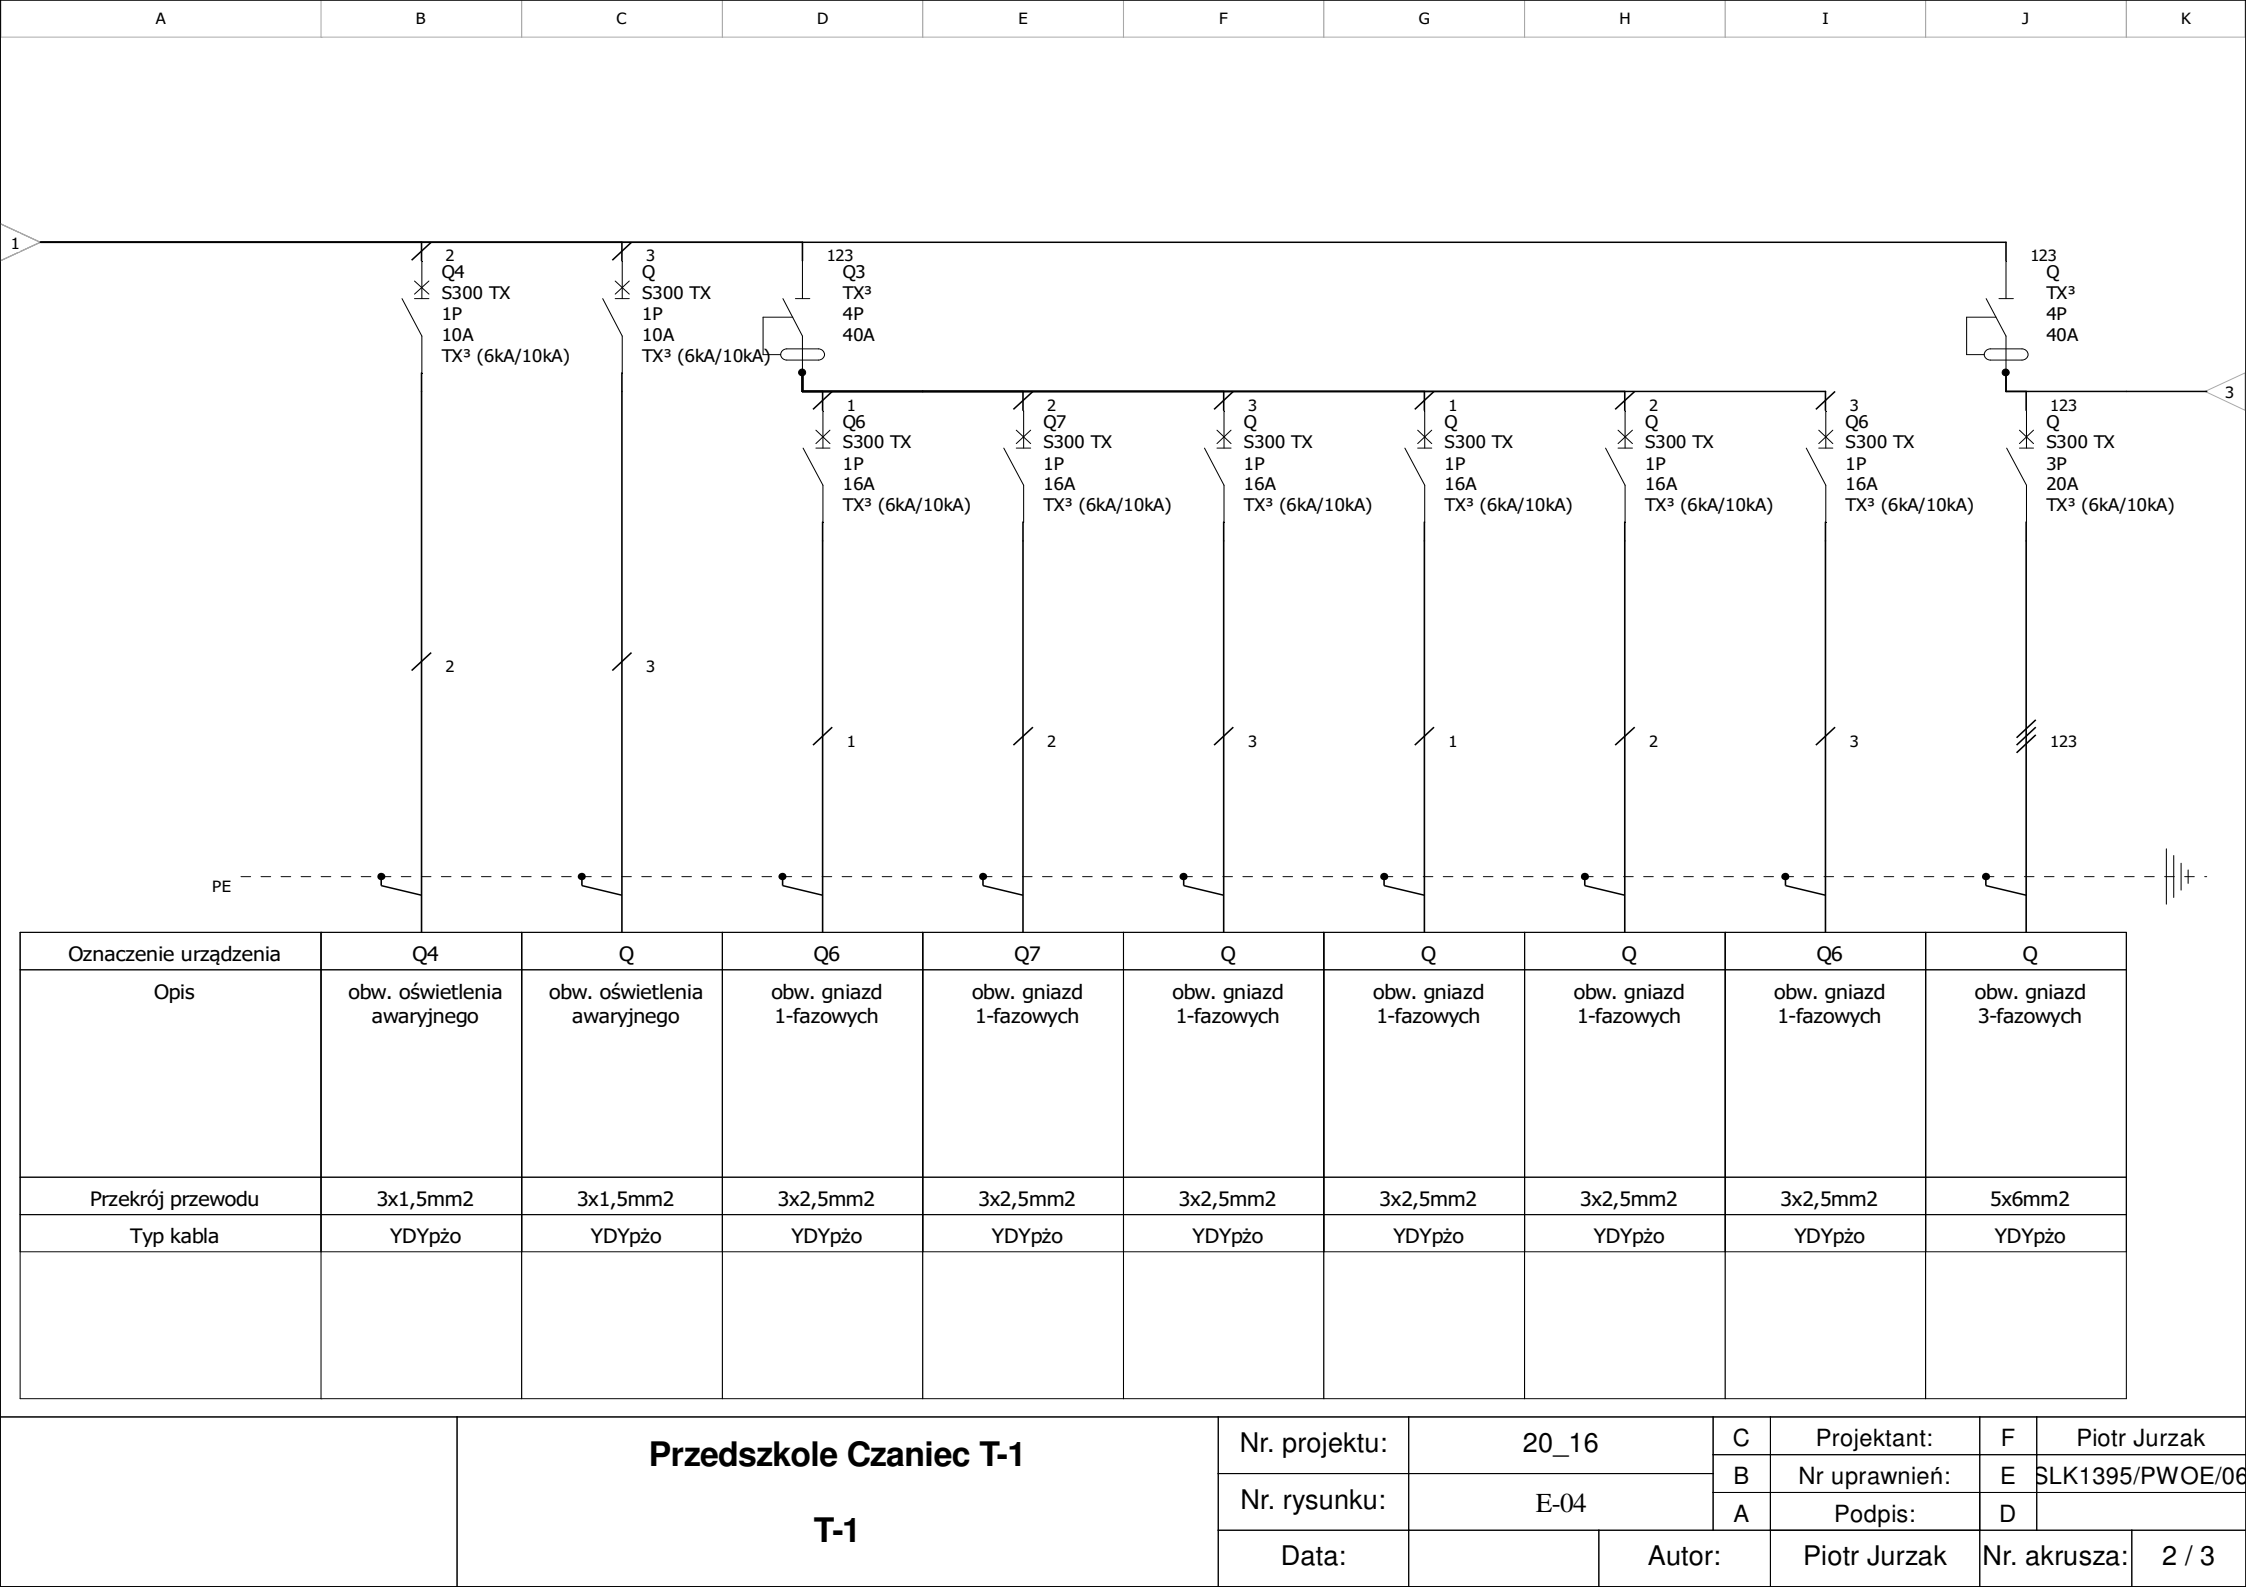 A B C D E F G H I J K
1
2
Q4
S300 TX
1P
10A
TX³ (6kA/10kA)
3
Q
S300 TX
1P
10A
TX³ (6kA/10kA)
123
Q3
TX³
4P
40A
123
Q
TX³
4P
40A
3
1
Q6
S300 TX
1P
16A
TX³ (6kA/10kA)
2
Q7
S300 TX
1P
16A
TX³ (6kA/10kA)
3
Q
S300 TX
1P
16A
TX³ (6kA/10kA)
1
Q
S300 TX
1P
16A
TX³ (6kA/10kA)
2
Q
S300 TX
1P
16A
TX³ (6kA/10kA)
3
Q6
S300 TX
1P
16A
TX³ (6kA/10kA)
123
Q
S300 TX
3P
20A
TX³ (6kA/10kA)
2 3
1 2 3 1 2 3 123
PE
Oznaczenie urządzenia Q4 Q Q6 Q7 Q Q Q Q6 Q
Opis
obw. oświetlenia
awaryjnego
obw. oświetlenia
awaryjnego
obw. gniazd
1-fazowych
obw. gniazd
1-fazowych
obw. gniazd
1-fazowych
obw. gniazd
1-fazowych
obw. gniazd
1-fazowych
obw. gniazd
1-fazowych
obw. gniazd
3-fazowych
Przekrój przewodu 3x1,5mm2 3x1,5mm2 3x2,5mm2 3x2,5mm2 3x2,5mm2 3x2,5mm2 3x2,5mm2 3x2,5mm2 5x6mm2
Typ kabla YDYpżo YDYpżo YDYpżo YDYpżo YDYpżo YDYpżo YDYpżo YDYpżo YDYpżo
Przedszkole Czaniec T-1
T-1
Nr. projektu: 20_16
Nr. rysunku: E-04
C Projektant: F Piotr Jurzak
B Nr uprawnień: E SLK1395/PWOE/06
A Podpis: D
Data: Autor: Piotr Jurzak Nr. akrusza: 2 / 3